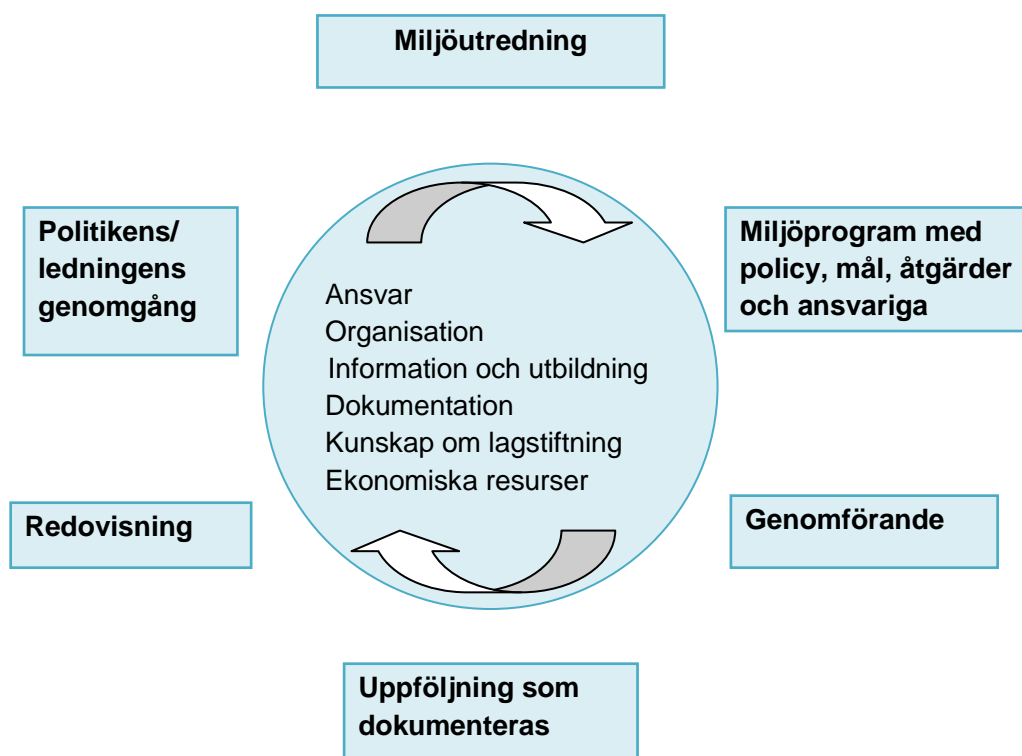 Miljöutredning
Politikens/
ledningens
genomgång
Miljöprogram med
policy, mål, åtgärder
och ansvariga
Ansvar
Organisation
Information och utbildning
Dokumentation
Kunskap om lagstiftning
Ekonomiska resurser
Redovisning
Genomförande
Uppföljning som
dokumenteras